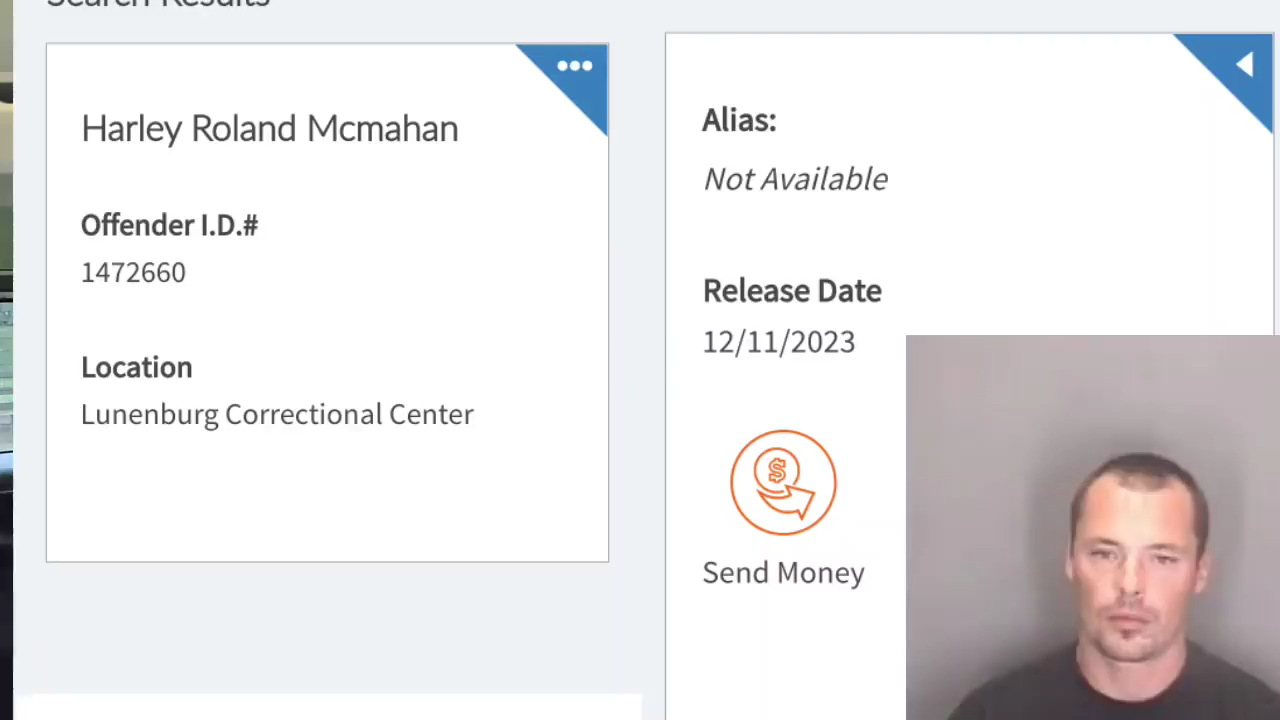 Search Results
Harley Roland Mcmahan
Offender I.D.#
1472660
Location
Lunenburg Correctional Center
Alias:
Not Available
Release Date
12/11/2023
Send Money